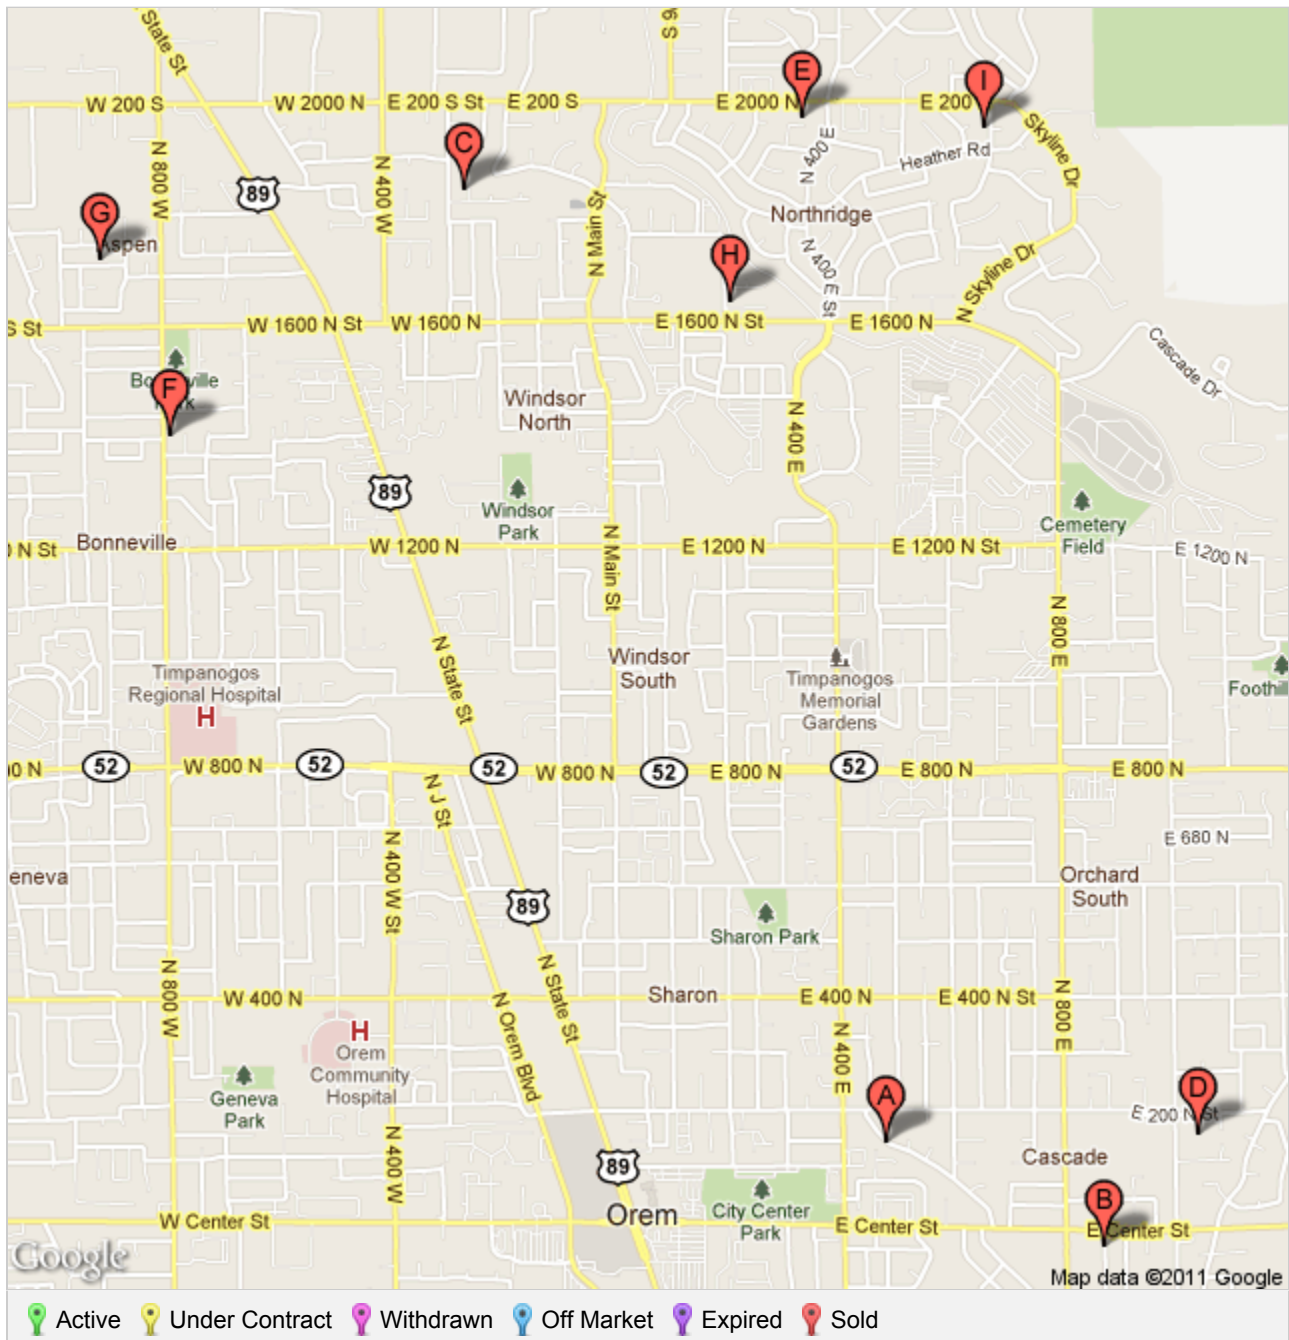 State St
S 9
E
I
W 200 S
W 2000 N
E 200 S St
E 200 S
E 2000 N
E 200
Skyline Dr
C
N 800 W
N 400 W
N 400 E
Heather Rd
89
G
Aspen
N Main St
Northridge
H
N 400 E St
N Skyline Dr
S St
W 1600 N St
W 1600 N
E 1600 N St
E 1600 N
Cascade Dr
F
Windsor
North
N 400 E
89
Windsor
Park
Cemetery
Field
N St
Bonneville
W 1200 N
N Main St
E 1200 N
E 1200 N St
E 1200 N
N 800 E
Timpanogos
Regional Hospital
H
N State St
Windsor
South
Timpanogos
Memorial
Gardens
Foothil
00 N
52
W 800 N
52
52
W 800 N
52
E 800 N
52
E 800 N
E 800 N
N J St
N 400 W St
E 680 N
eneva
89
Orchard
South
Sharon Park
N 800 W
W 400 N
N State St
Sharon
E 400 N
E 400 N St
N 800 E
H
Orem
Community
Hospital
N Orem Blvd
N 400 E
Geneva
Park
A
D
E 200 N St
N 400 W
89
Cascade
B
W Center St
Orem
City Center
Park
E Center St
E Center St
Google
Map data ©2011 Google
Active Under Contract Withdrawn Off Market Expired Sold